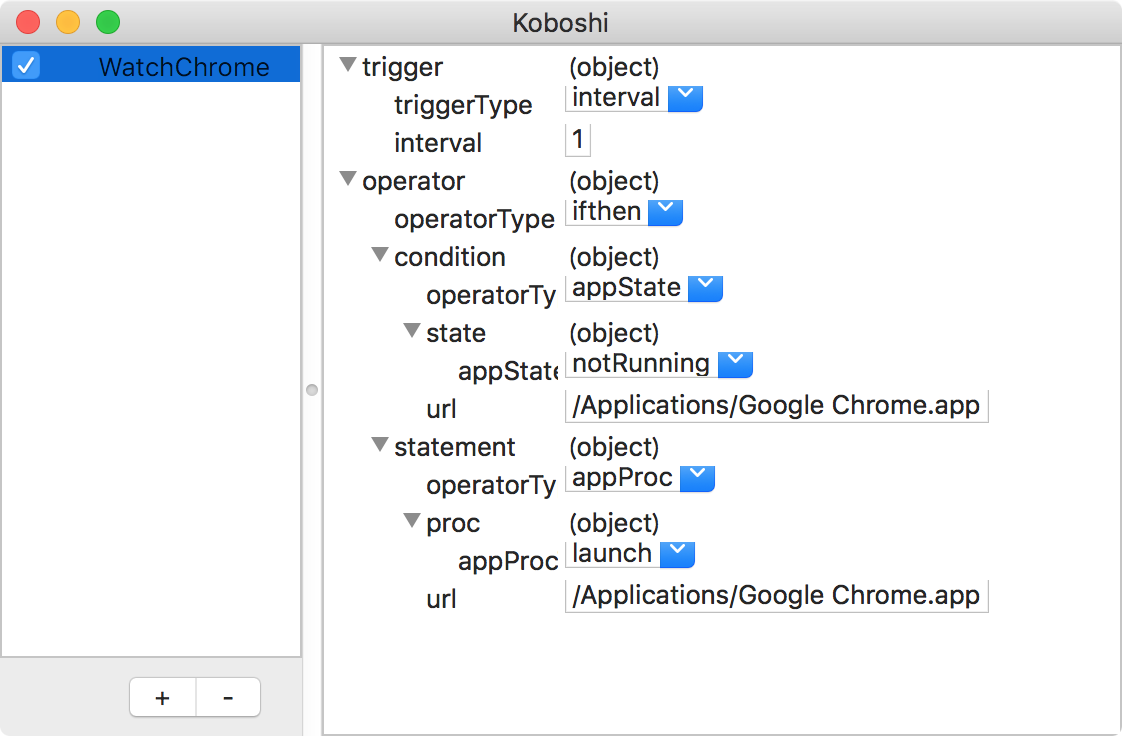 Koboshi
WatchChrome
trigger (object)
triggerType interval
interval 1
operator (object)
operatorType ifthen
condition (object)
operatorTy appState
state (object)
appState notRunning
url /Applications/Google Chrome.app
statement (object)
operatorTy appProc
proc (object)
appProc launch
url /Applications/Google Chrome.app
+ -